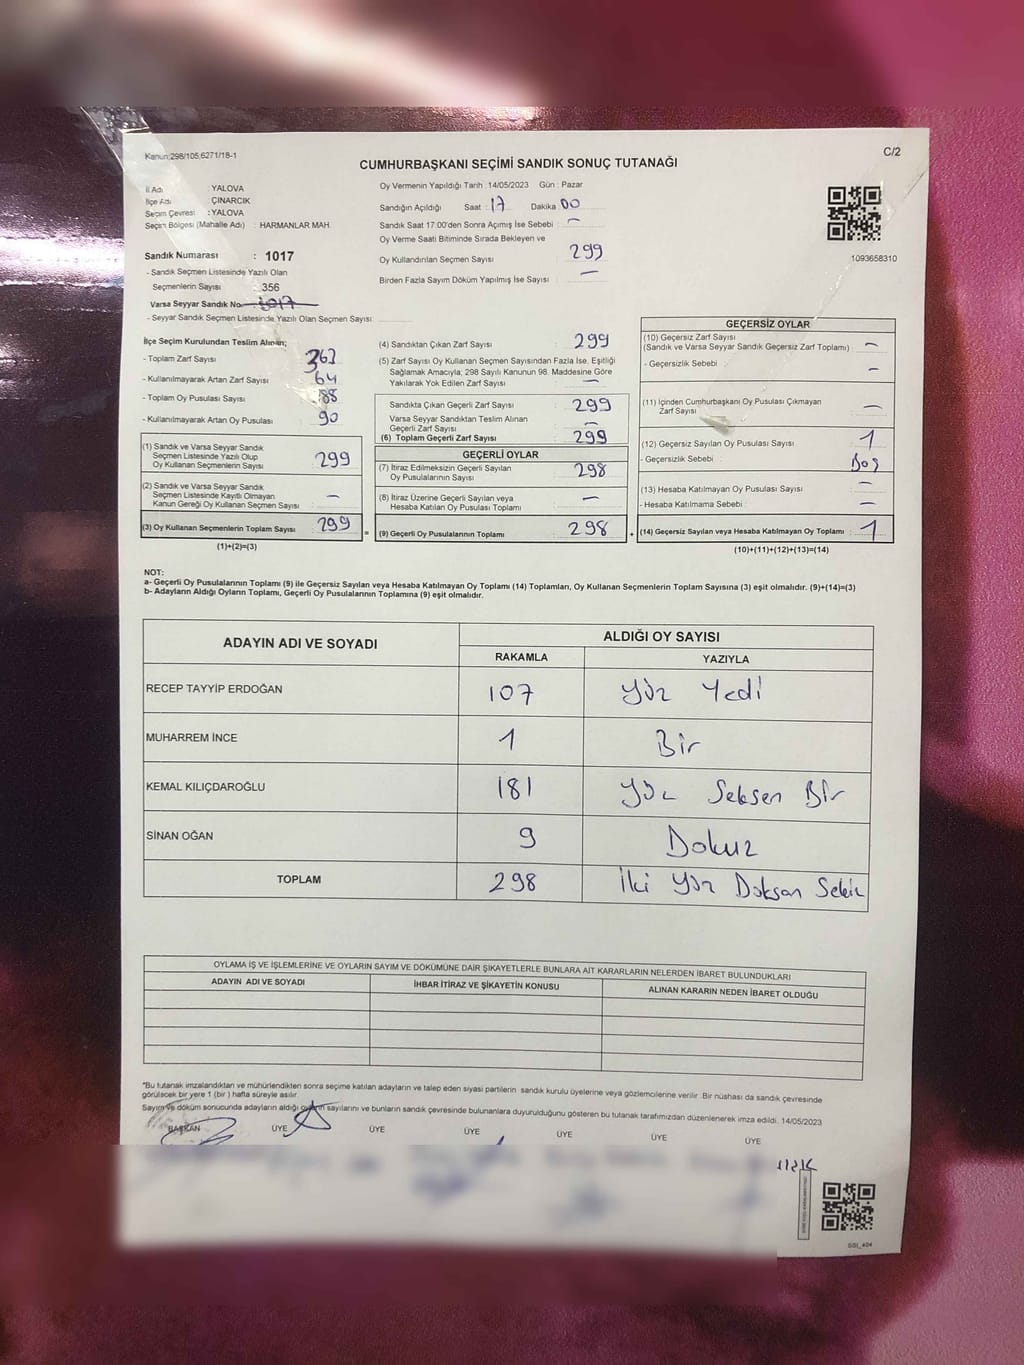 Kanun:298/105;6271/18-1
CUMHURBAŞKANI SEÇİMİ SANDIK SONUÇ TUTANAĞI
C/2
İl Adı : YALOVA
İlçe Adı : ÇINARCIK
Seçim Çevresi : YALOVA
Seçim Bölgesi (Mahalle Adı) : HARMANLAR MAH.
Sandık Numarası : 1017
- Sandık Seçmen Listesinde Yazılı Olan
Seçmenlerin Sayısı : 356
Varsa Seyyar Sandık No : 1017
- Seyyar Sandık Seçmen Listesinde Yazılı Olan Seçmen Sayısı:
Oy Vermenin Yapıldığı Tarih : 14/05/2023 Gün : Pazar
Sandığın Açıldığı Saat : 17 Dakika 00
Sandık Saat 17.00'den Sonra Açımış İse Sebebi : –
Oy Verme Saati Bitiminde Sırada Bekleyen ve
Oy Kullandırılan Seçmen Sayısı 299
Birden Fazla Sayım Döküm Yapılmış İse Sayısı –
1093658310
İlçe Seçim Kurulundan Teslim Alınan;
- Toplam Zarf Sayısı 363
- Kullanılmayarak Artan Zarf Sayısı 64
- Toplam Oy Pusulası Sayısı
- Kullanılmayarak Artan Oy Pusulası 90
(1) Sandık ve Varsa Seyyar Sandık
Seçmen Listesinde Yazılı Olup
Oy Kullanan Seçmenlerin Sayısı 299
(2) Sandık ve Varsa Seyyar Sandık
Seçmen Listesinde Kayıtlı Olmayan
Kanun Gereği Oy Kullanan Seçmen Sayısı –
(3) Oy Kullanan Seçmenlerin Toplam Sayısı 299
(1)+(2)=(3)
(4) Sandıktan Çıkan Zarf Sayısı 299
(5) Zarf Sayısı Oy Kullanan Seçmen Sayısından Fazla İse, Eşitliği
Sağlamak Amacıyla; 298 Sayılı Kanunun 98. Maddesine Göre
Yakılarak Yok Edilen Zarf Sayısı –
Sandıkta Çıkan Geçerli Zarf Sayısı 299
Varsa Seyyar Sandıktan Teslim Alınan
Geçerli Zarf Sayısı –
(6) Toplam Geçerli Zarf Sayısı 299
GEÇERLİ OYLAR
(7) İtiraz Edilmeksizin Geçerli Sayılan
Oy Pusulalarının Sayısı 298
(8) İtiraz Üzerine Geçerli Sayılan veya
Hesaba Katılan Oy Pusulası Toplamı –
= (9) Geçerli Oy Pusulalarının Toplamı 298
GEÇERSİZ OYLAR
(10) Geçersiz Zarf Sayısı
(Sandık ve Varsa Seyyar Sandık Geçersiz Zarf Toplamı) : –
- Geçersizlik Sebebi : –
(11) İçinden Cumhurbaşkanı Oy Pusulası Çıkmayan
Zarf Sayısı –
(12) Geçersiz Sayılan Oy Pusulası Sayısı : 1
- Geçersizlik Sebebi : Boş
(13) Hesaba Katılmayan Oy Pusulası Sayısı : –
- Hesaba Katılmama Sebebi : –
+ (14) Geçersiz Sayılan veya Hesaba Katılmayan Oy Toplamı : 1
(10)+(11)+(12)+(13)=(14)
NOT:
a- Geçerli Oy Pusulalarının Toplamı (9) ile Geçersiz Sayılan veya Hesaba Katılmayan Oy Toplamı (14) Toplamları, Oy Kullanan Seçmenlerin Toplam Sayısına (3) eşit olmalıdır. (9)+(14)=(3)
b- Adayların Aldığı Oyların Toplamı, Geçerli Oy Pusulalarının Toplamına (9) eşit olmalıdır.
ADAYIN ADI VE SOYADI ALDIĞI OY SAYISI
RAKAMLA YAZIYLA
RECEP TAYYİP ERDOĞAN 107 Yüz Yedi
MUHARREM İNCE 1 Bir
KEMAL KILIÇDAROĞLU 181 Yüz Seksen Bir
SİNAN OĞAN 9 Dokuz
TOPLAM 298 İki Yüz Doksan Sekiz
OYLAMA İŞ VE İŞLEMLERİNE VE OYLARIN SAYIM VE DÖKÜMÜNE DAİR ŞİKAYETLERLE BUNLARA AİT KARARLARIN NELERDEN İBARET BULUNDUKLARI
ADAYIN ADI VE SOYADI İHBAR İTİRAZ VE ŞİKAYETİN KONUSU ALINAN KARARIN NEDEN İBARET OLDUĞU
*Bu tutanak imzalandıktan ve mühürlendikten sonra seçime katılan adayların ve talep eden siyasi partilerin sandık kurulu üyelerine veya gözlemcilerine verilir. Bir nüshası da sandık çevresinde
görülecek bir yere 1 (bir ) hafta süreyle asılır.
Sayım ve döküm sonucunda adayların aldığı oyların sayılarını ve bunların sandık çevresinde bulunanlara duyurulduğunu gösteren bu tutanak tarafımızdan düzenlenerek imza edildi. 14/05/2023
BAŞKAN ÜYE ÜYE ÜYE ÜYE ÜYE ÜYE